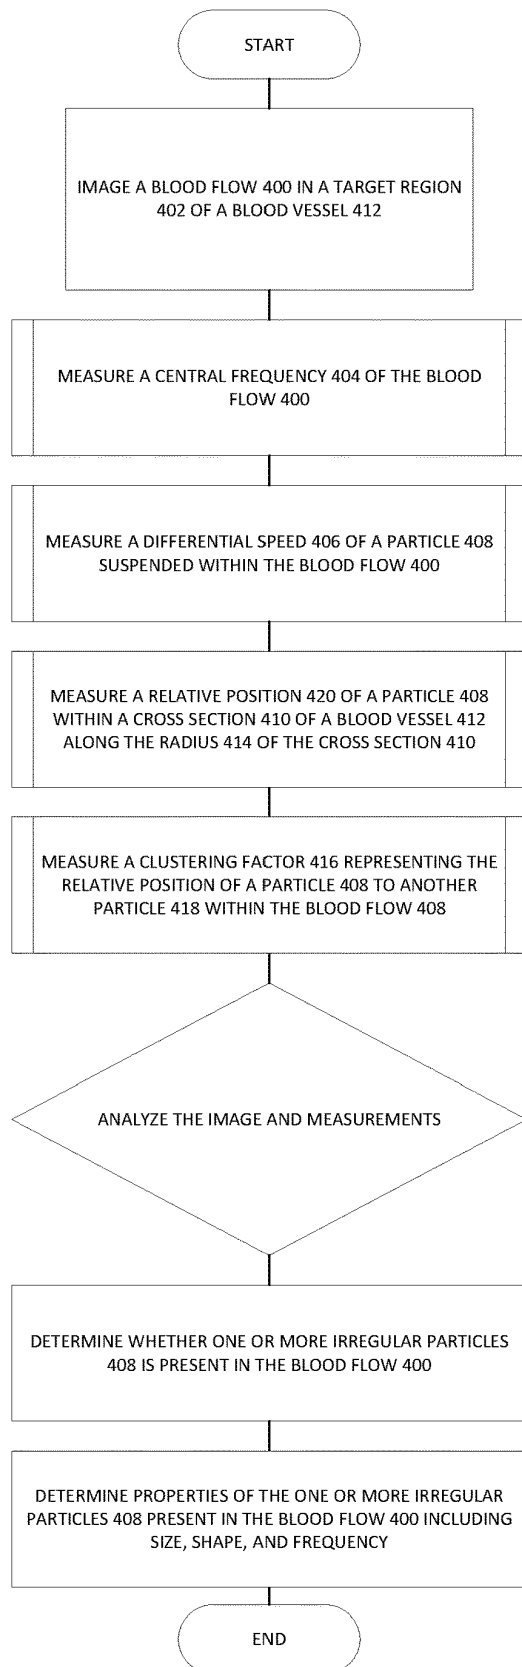 START
IMAGE A BLOOD FLOW 400 IN A TARGET REGION
402 OF A BLOOD VESSEL 412
MEASURE A CENTRAL FREQUENCY 404 OF THE BLOOD
FLOW 400
MEASURE A DIFFERENTIAL SPEED 406 OF A PARTICLE 408
SUSPENDED WITHIN THE BLOOD FLOW 400
MEASURE A RELATIVE POSITION 420 OF A PARTICLE 408
WITHIN A CROSS SECTION 410 OF A BLOOD VESSEL 412
ALONG THE RADIUS 414 OF THE CROSS SECTION 410
MEASURE A CLUSTERING FACTOR 416 REPRESENTING THE
RELATIVE POSITION OF A PARTICLE 408 TO ANOTHER
PARTICLE 418 WITHIN THE BLOOD FLOW 408
ANALYZE THE IMAGE AND MEASUREMENTS
DETERMINE WHETHER ONE OR MORE IRREGULAR PARTICLES
408 IS PRESENT IN THE BLOOD FLOW 400
DETERMINE PROPERTIES OF THE ONE OR MORE IRREGULAR
PARTICLES 408 PRESENT IN THE BLOOD FLOW 400 INCLUDING
SIZE, SHAPE, AND FREQUENCY
END